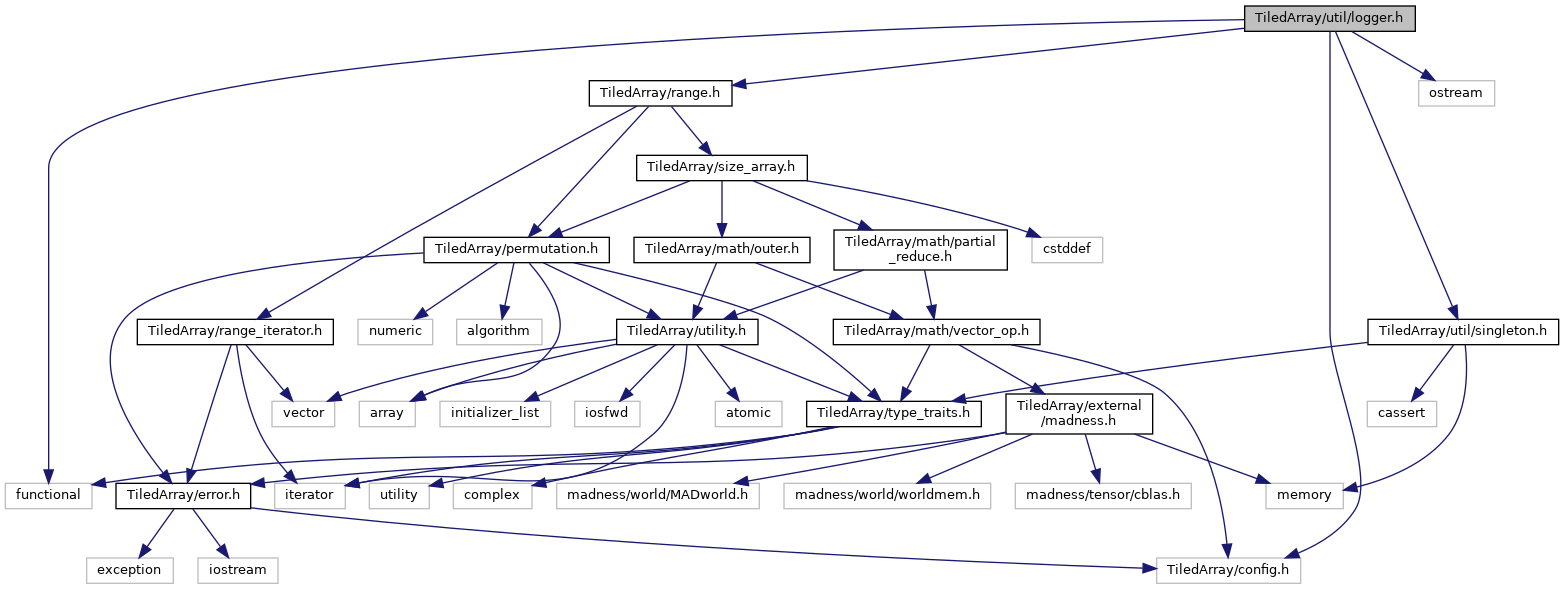 TiledArray/util/logger.h
TiledArray/range.h
ostream
TiledArray/size_array.h
TiledArray/permutation.h
TiledArray/math/outer.h
TiledArray/math/partial
_reduce.h
cstddef
TiledArray/range_iterator.h
numeric
algorithm
TiledArray/utility.h
TiledArray/math/vector_op.h
TiledArray/util/singleton.h
vector
array
initializer_list
iosfwd
atomic
TiledArray/type_traits.h
TiledArray/external
/madness.h
cassert
functional
TiledArray/error.h
iterator
utility
complex
madness/world/MADworld.h
madness/world/worldmem.h
madness/tensor/cblas.h
memory
exception
iostream
TiledArray/config.h